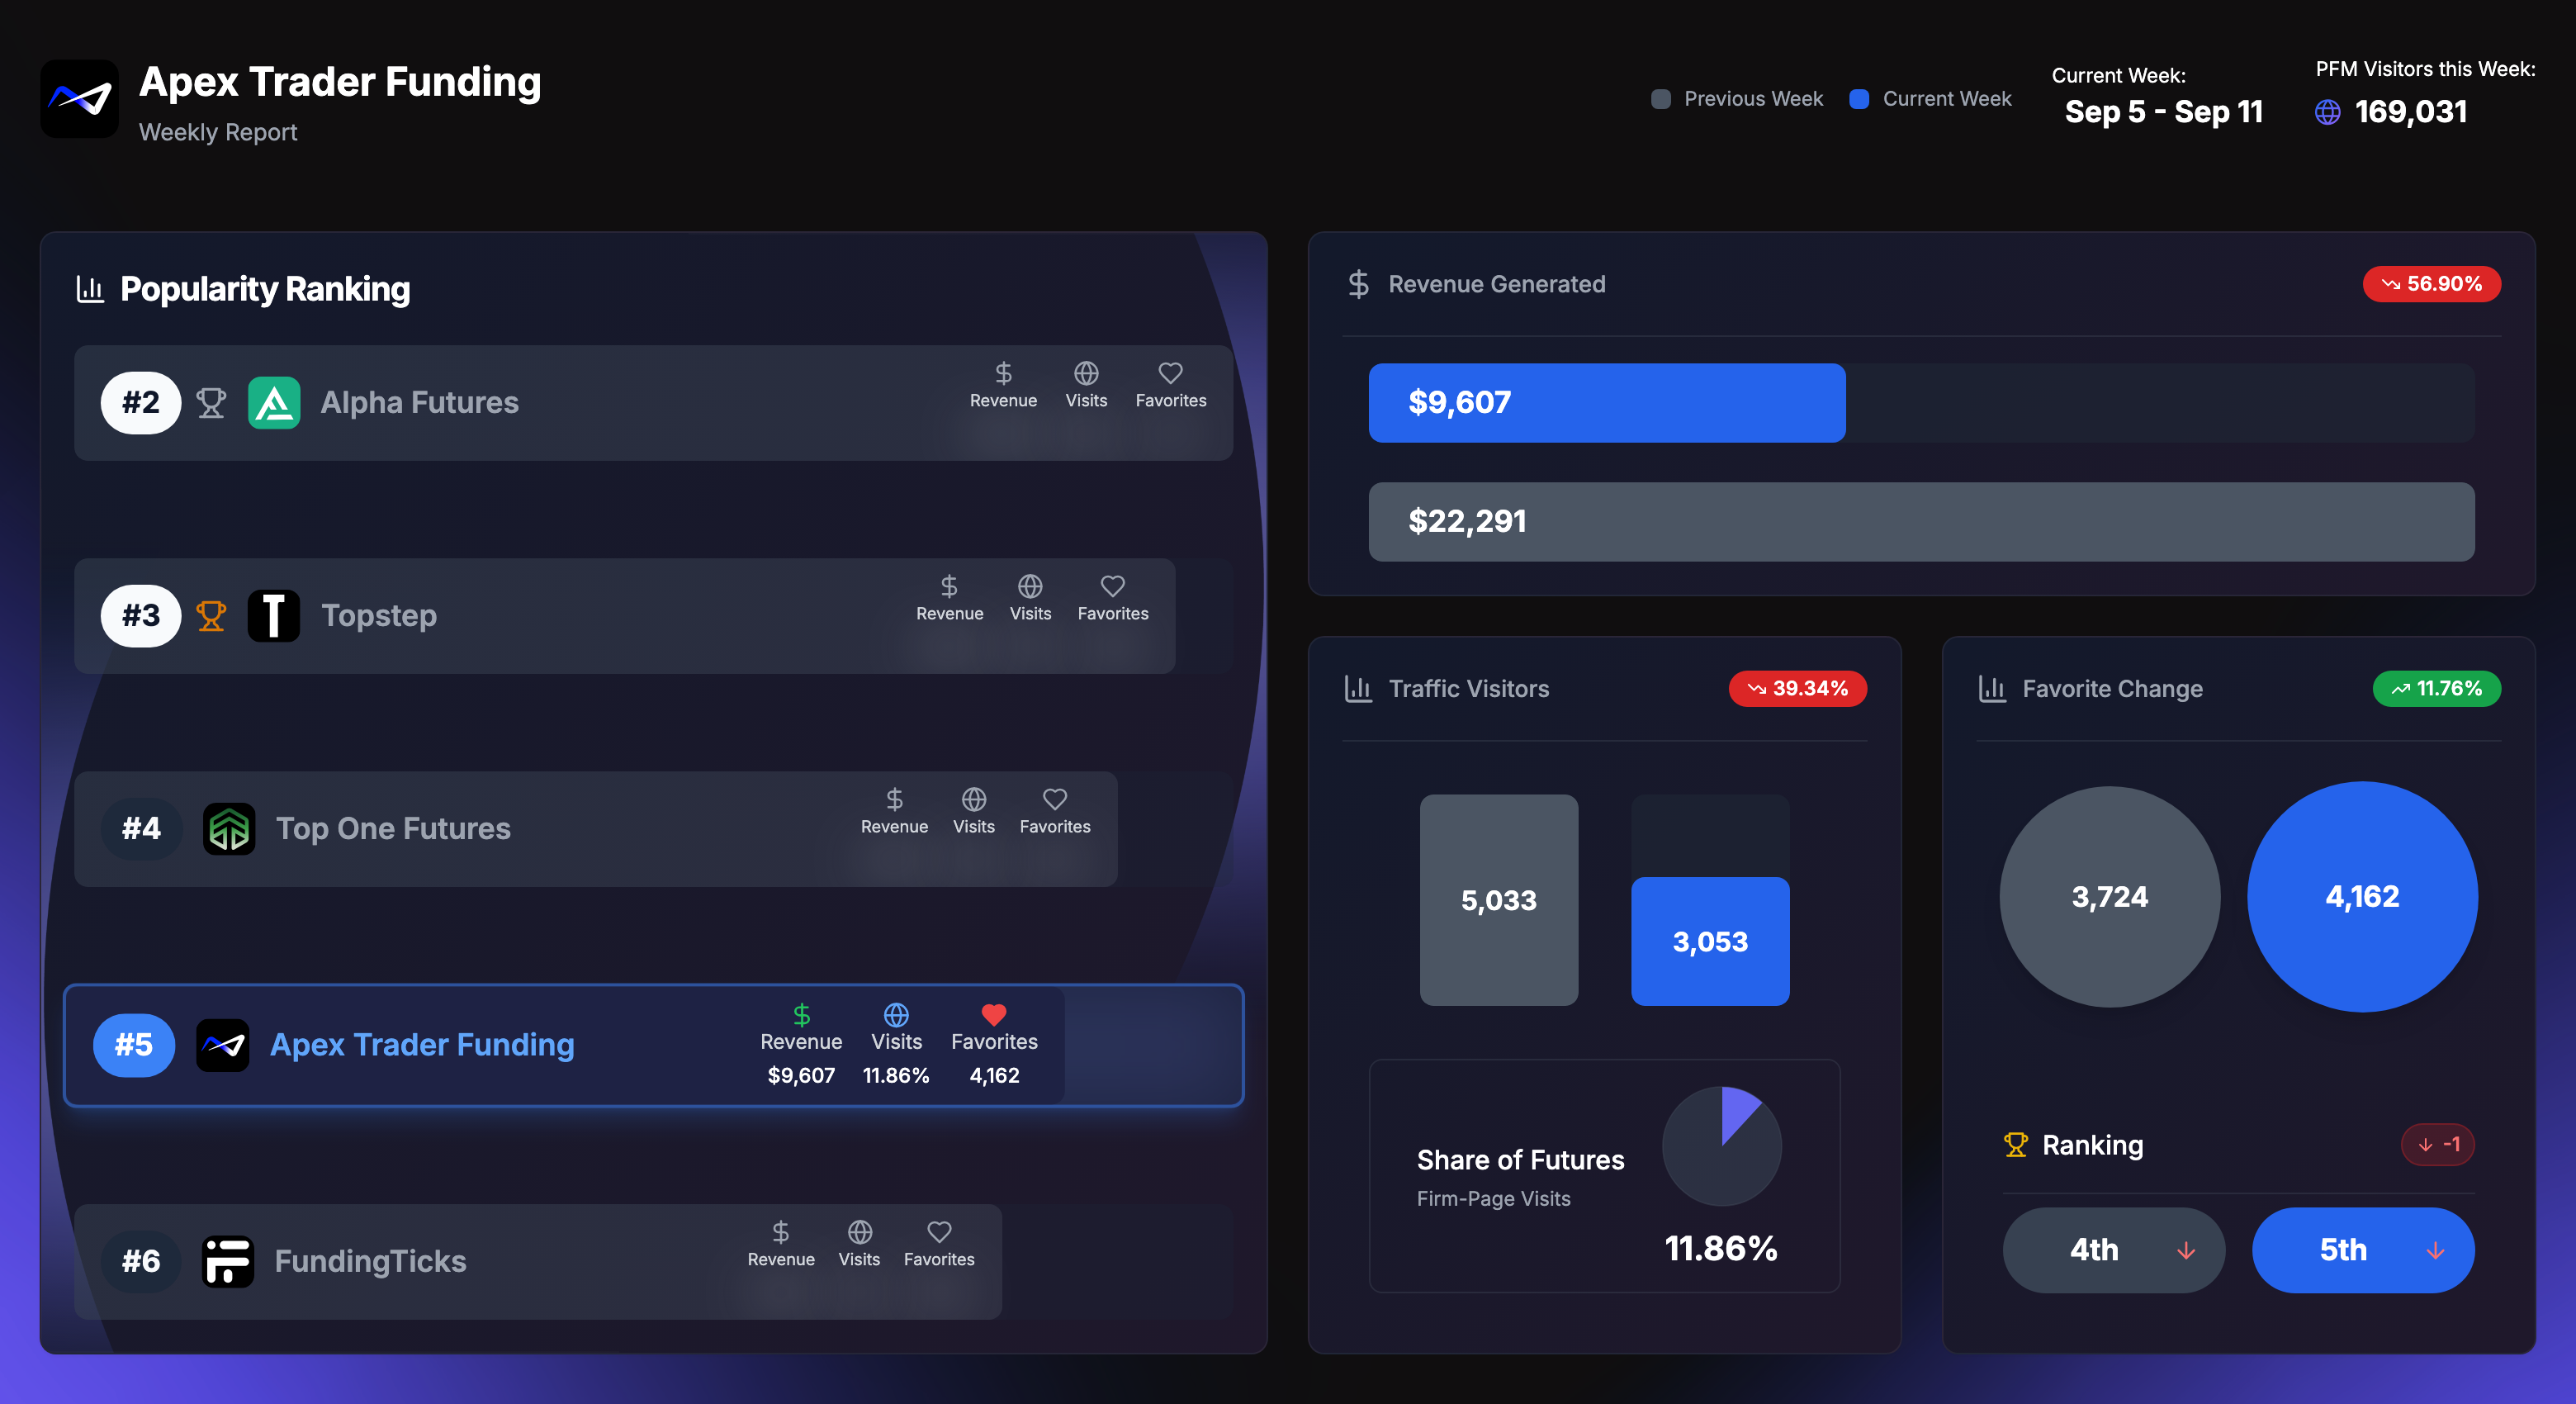 Apex Trader Funding
Weekly Report
Previous Week
Current Week
Current Week:
Sep 5 - Sep 11
PFM Visitors this Week:
169,031
Popularity Ranking
#2
Alpha Futures
Revenue
Visits
Favorites
#3
T
Topstep
Revenue
Visits
Favorites
#4
Top One Futures
Revenue
Visits
Favorites
#5
Apex Trader Funding
Revenue
Visits
Favorites
$9,607
11.86%
4,162
#6
FundingTicks
Revenue
Visits
Favorites
Revenue Generated
56.90%
$9,607
$22,291
Traffic Visitors
39.34%
5,033
3,053
Share of Futures
Firm-Page Visits
11.86%
Favorite Change
11.76%
3,724
4,162
Ranking
-1
4th
5th